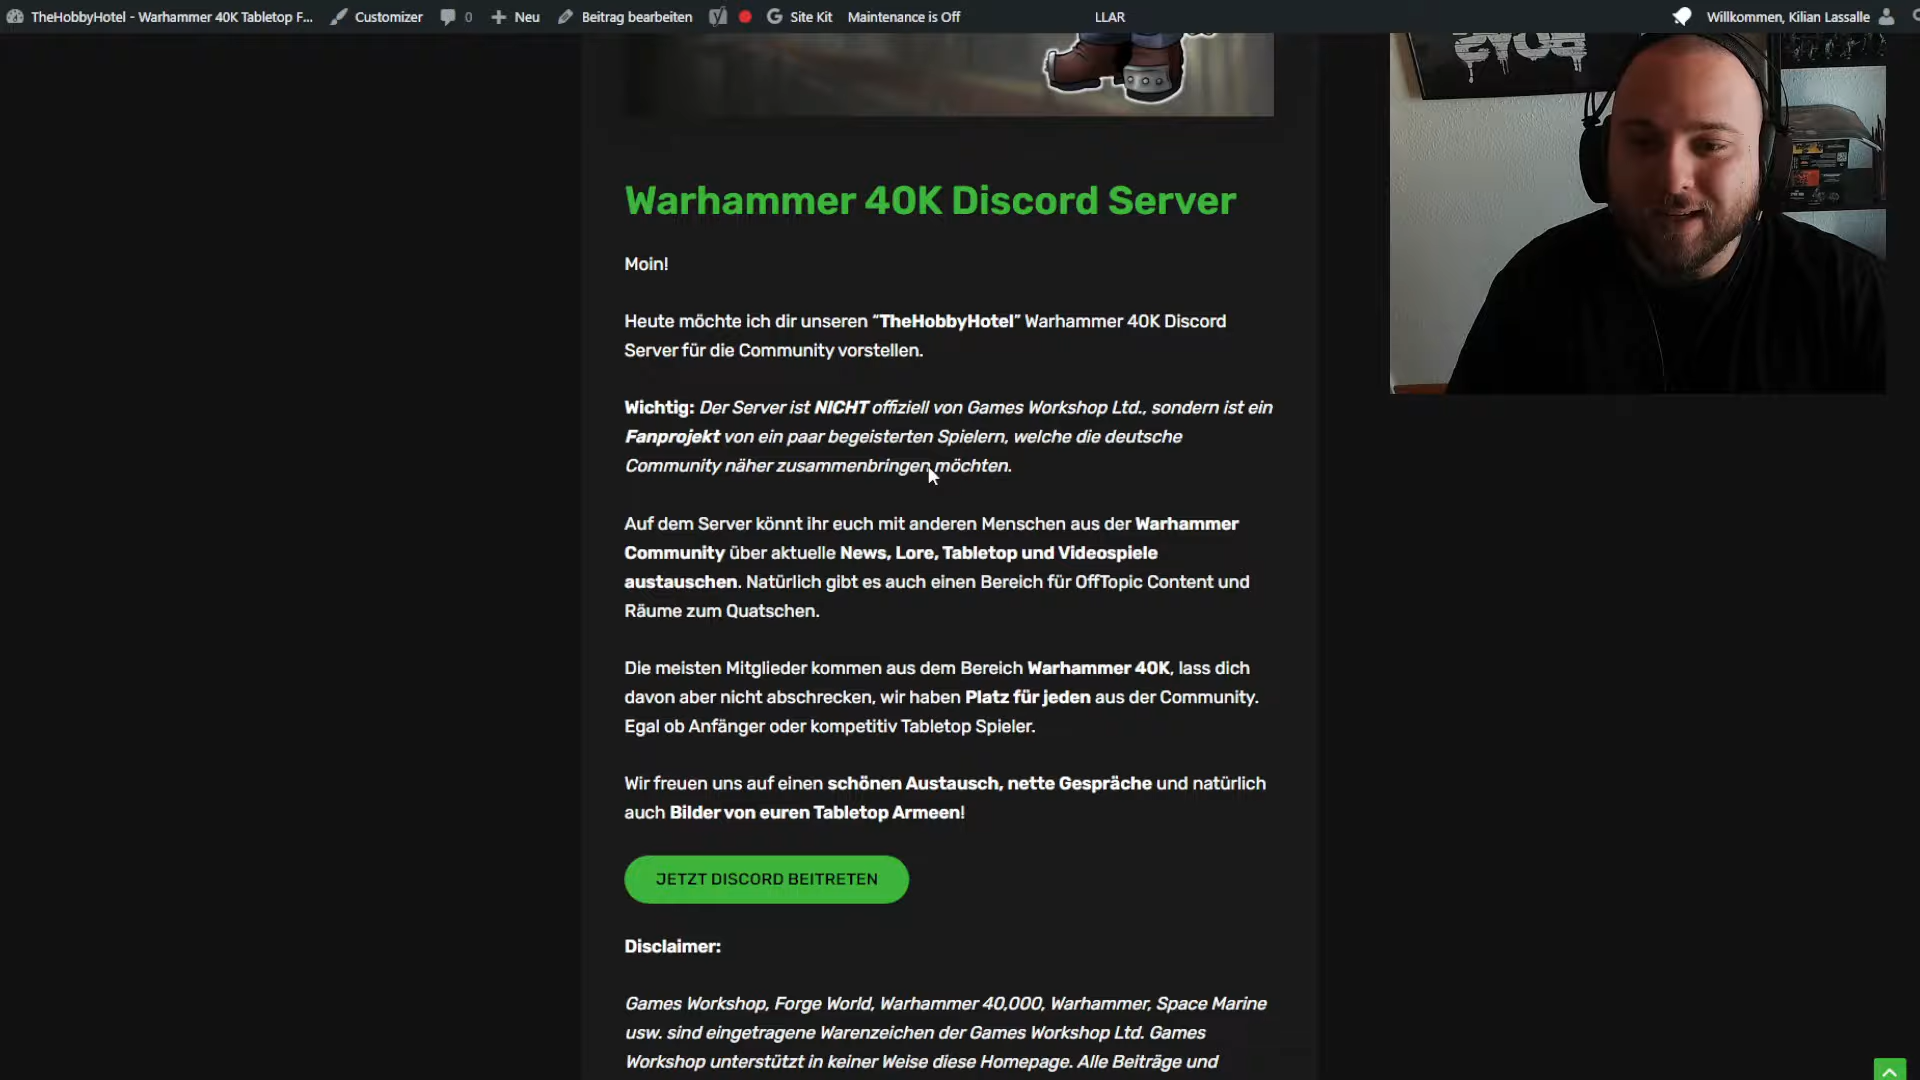 TheHobbyHotel - Warhammer 40K Tabletop F... Customizer 0 Neu Beitrag bearbeiten Site Kit Maintenance is Off LLAR Willkommen, Kilian Lassalle
Warhammer 40K Discord Server
Moin!
Heute möchte ich dir unseren “TheHobbyHotel” Warhammer 40K Discord
Server für die Community vorstellen.
Wichtig: Der Server ist NICHT offiziell von Games Workshop Ltd., sondern ist ein
Fanprojekt von ein paar begeisterten Spielern, welche die deutsche
Community näher zusammenbringen möchten.
Auf dem Server könnt ihr euch mit anderen Menschen aus der Warhammer
Community über aktuelle News, Lore, Tabletop und Videospiele
austauschen. Natürlich gibt es auch einen Bereich für OffTopic Content und
Räume zum Quatschen.
Die meisten Mitglieder kommen aus dem Bereich Warhammer 40K, lass dich
davon aber nicht abschrecken, wir haben Platz für jeden aus der Community.
Egal ob Anfänger oder kompetitiv Tabletop Spieler.
Wir freuen uns auf einen schönen Austausch, nette Gespräche und natürlich
auch Bilder von euren Tabletop Armeen!
JETZT DISCORD BEITRETEN
Disclaimer:
Games Workshop, Forge World, Warhammer 40,000, Warhammer, Space Marine
usw. sind eingetragene Warenzeichen der Games Workshop Ltd. Games
Workshop unterstützt in keiner Weise diese Homepage. Alle Beiträge und